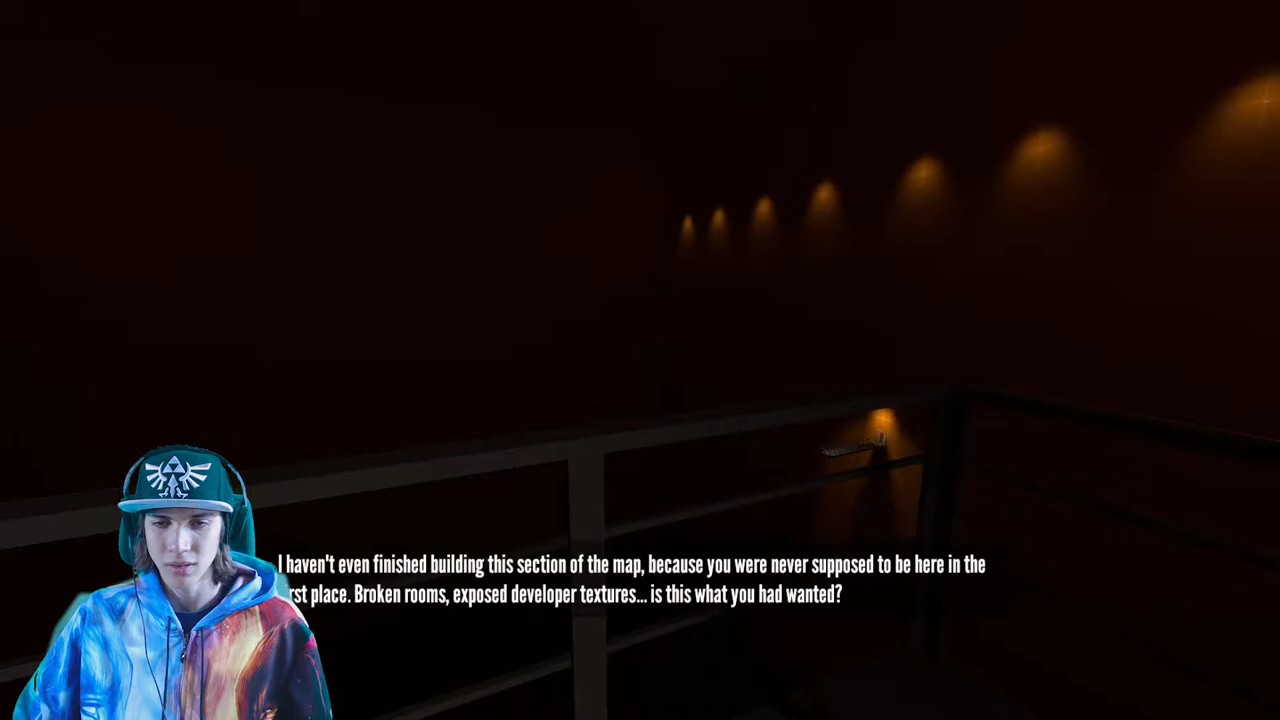 I haven't even finished building this section of the map, because you were never supposed to be here in the
rst place. Broken rooms, exposed developer textures... is this what you had wanted?